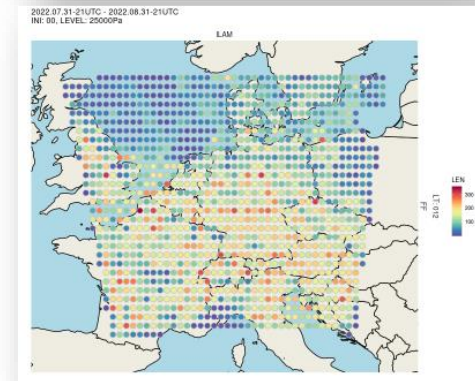 2022.07.31-21UTC - 2022.08.31-21UTC
INI: 00, LEVEL: 25000Pa
ILAM
LEN
300
200
100
LT: 012
FF